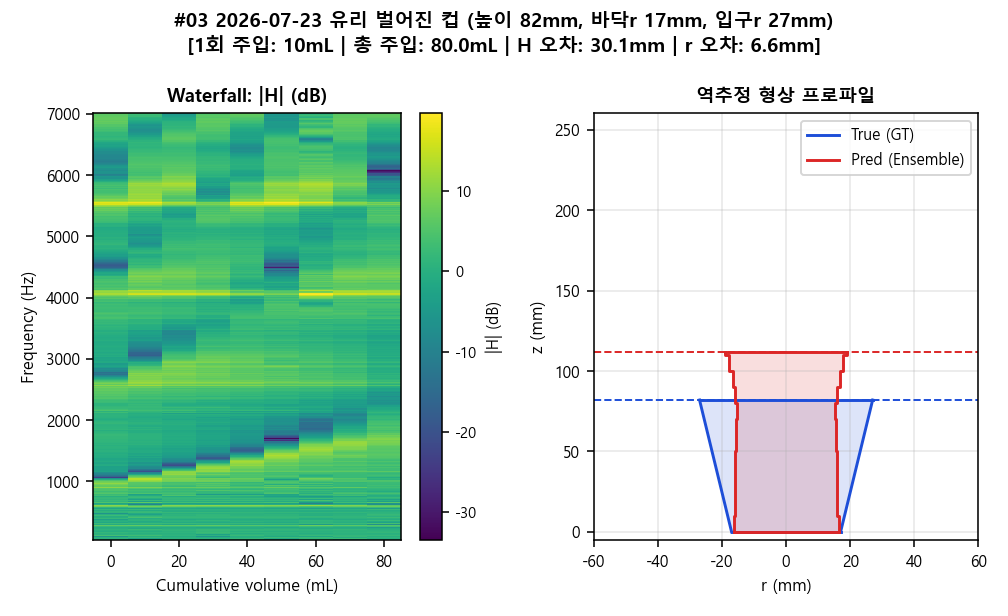 #03 2026-07-23 유리 벌어진 컵 (높이 82mm, 바닥r 17mm, 입구r 27mm)
[1회 주입: 10mL | 총 주입: 80.0mL | H 오차: 30.1mm | r 오차: 6.6mm]
Waterfall: |H| (dB)
7000
6000
5000
4000
3000
2000
1000
Frequency (Hz)
0 20 40 60 80
Cumulative volume (mL)
10
0
-10
-20
-30
|H| (dB)
역추정 형상 프로파일
True (GT)
Pred (Ensemble)
250
200
150
100
50
0
z (mm)
-60 -40 -20 0 20 40 60
r (mm)